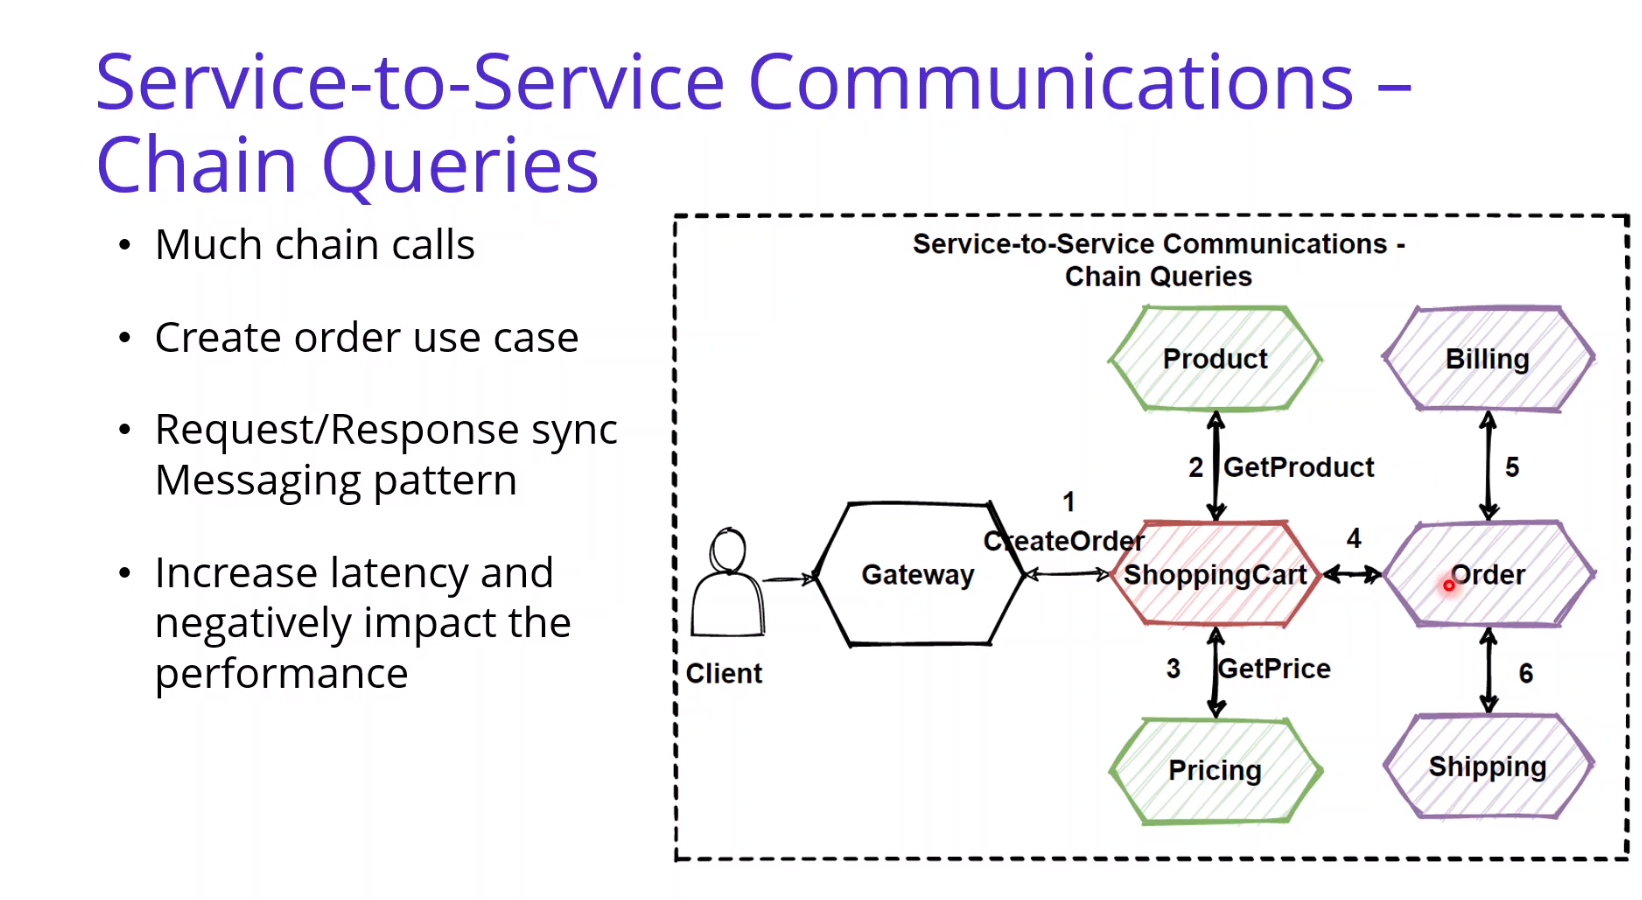 Service-to-Service Communications –
Chain Queries
• Much chain calls
• Create order use case
• Request/Response sync
Messaging pattern
• Increase latency and
negatively impact the
performance
Service-to-Service Communications -
Chain Queries
Product
Billing
2 GetProduct
5
1
CreateOrder
4
Gateway
ShoppingCart
Order
3 GetPrice
6
Client
Pricing
Shipping